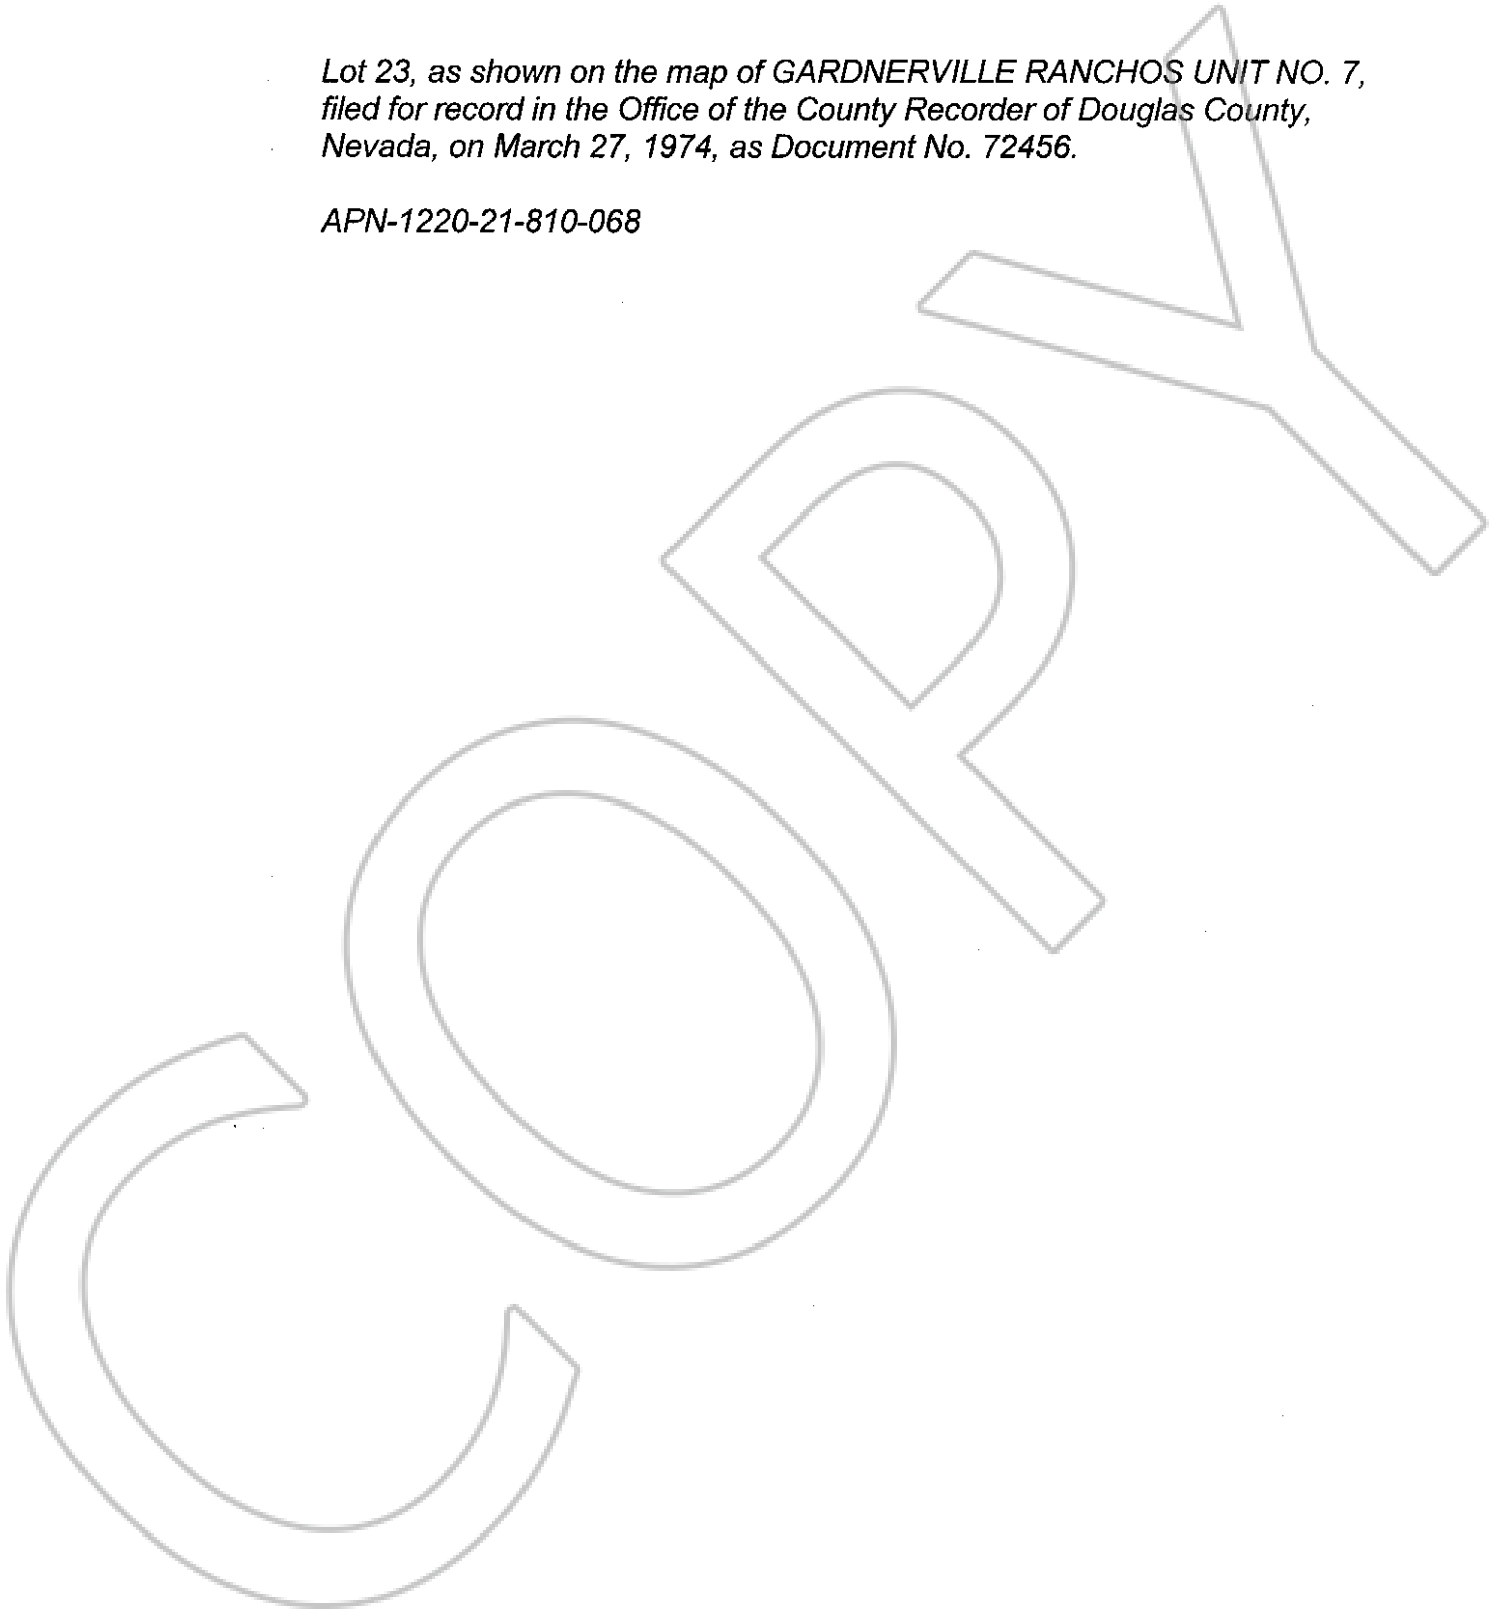 Lot 23, as shown on the map of GARDNERVILLE RANCHOS UNIT NO. 7,
filed for record in the Office of the County Recorder of Douglas County,
Nevada, on March 27, 1974, as Document No. 72456.
APN-1220-21-810-068
COPY